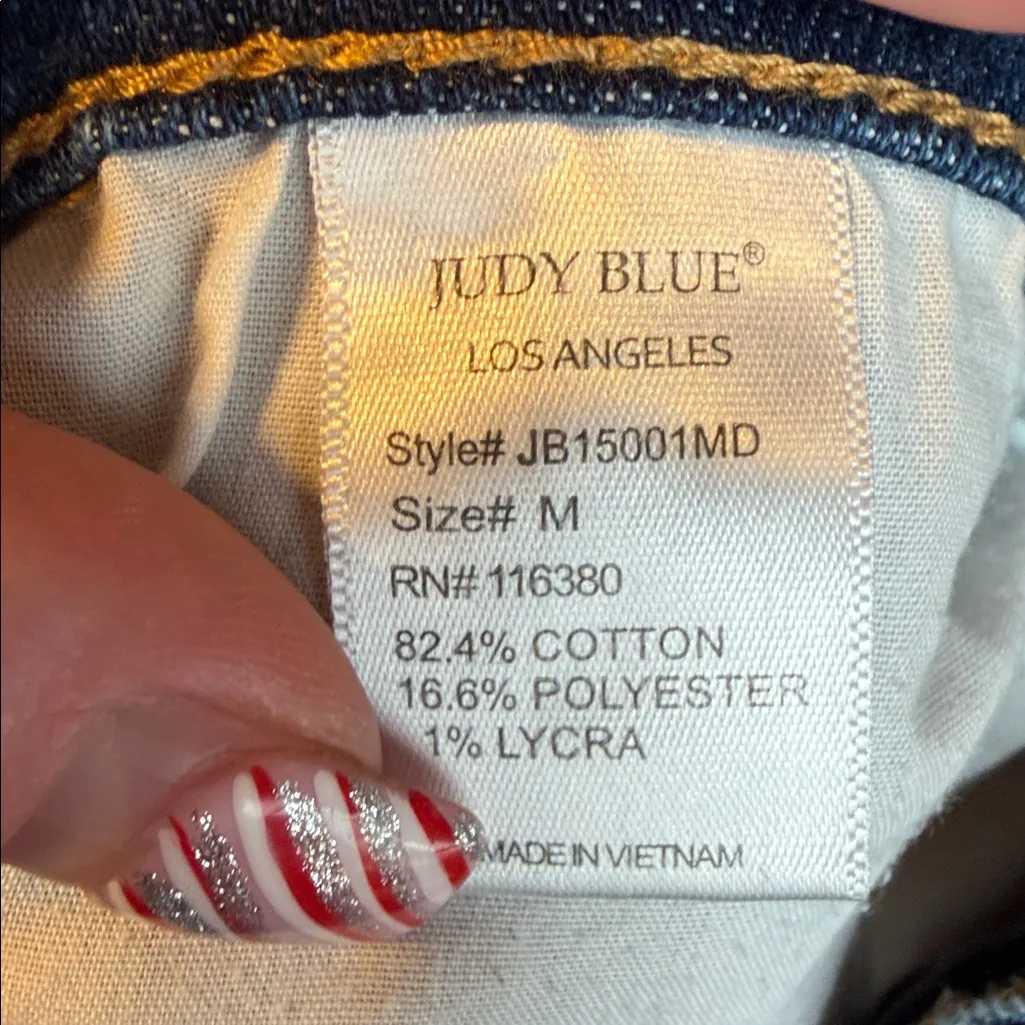 JUDY BLUE®
LOS ANGELES
Style# JB15001MD
Size# M
RN# 116380
82.4% COTTON
16.6% POLYESTER
1% LYCRA
MADE IN VIETNAM